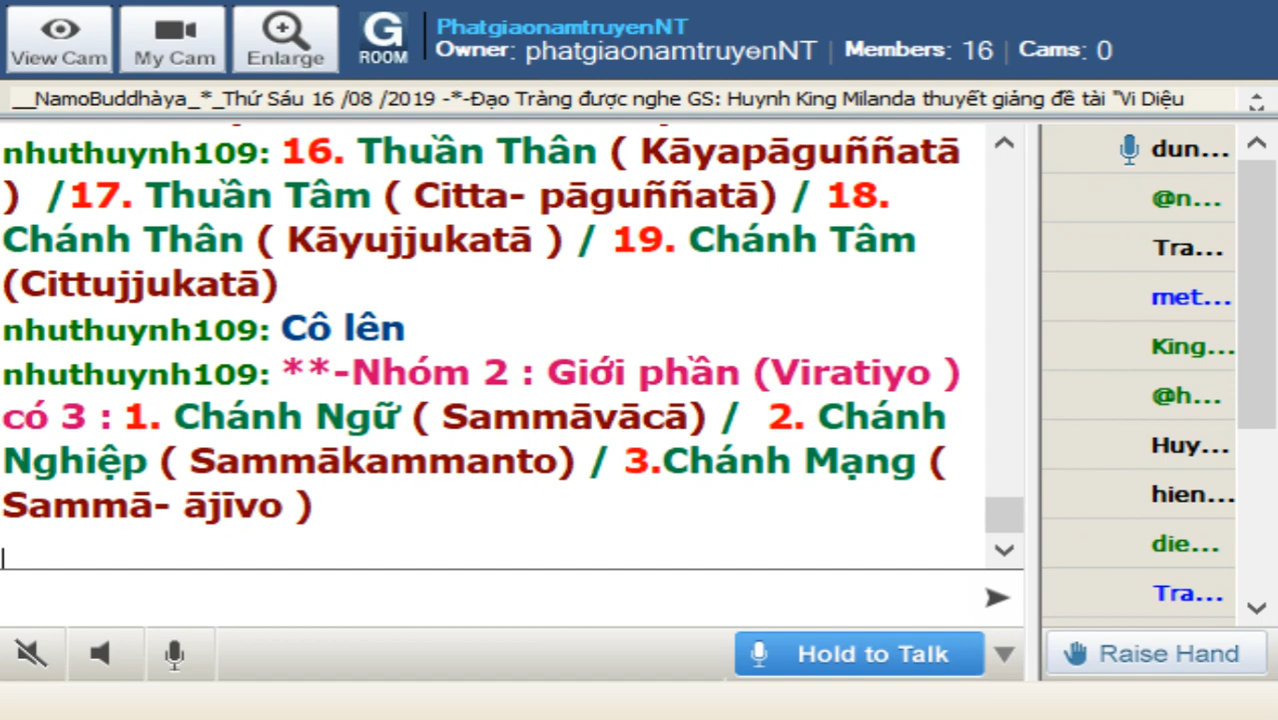 View Cam
My Cam
Enlarge
G
ROOM
PhatgiaonamtruyenNT
Owner: phatgiaonamtruyenNT | Members: 16 | Cams: 0
__NamoBuddhàya_*_Thứ Sáu 16 /08 /2019 -*-Đạo Tràng được nghe GS: Huynh King Milanda thuyết giảng đề tài "Vi Diệu
nhuthuynh109: 16. Thuần Thân ( Kāyapāguññatā
) /17. Thuần Tâm ( Citta- pāguññatā) / 18.
Chánh Thân ( Kāyujjukatā ) / 19. Chánh Tâm
(Cittujjukatā)
nhuthuynh109: Cô lên
nhuthuynh109: **-Nhóm 2 : Giới phần (Viratiyo )
có 3 : 1. Chánh Ngữ ( Sammāvācā) / 2. Chánh
Nghiệp ( Sammākammanto) / 3.Chánh Mạng (
Sammā- ājīvo )
dun...
@n...
Tra...
met...
King...
@h...
Huy...
hien...
die...
Tra...
Hold to Talk
Raise Hand